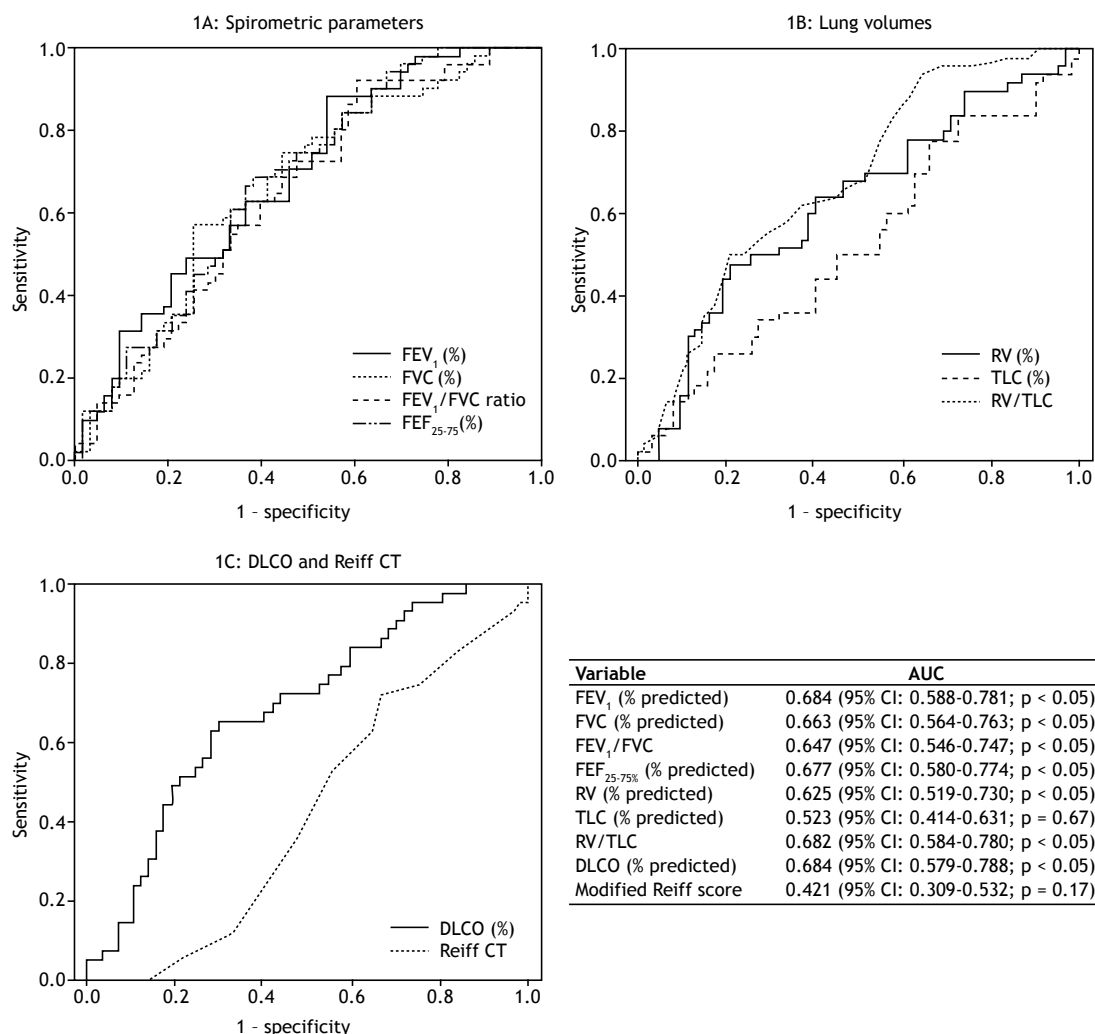 1A: Spirometric parameters
1.0
0.8
0.6
0.4
0.2
0.0
Sensitivity
FEV₁ (%)
FVC (%)
FEV₁/FVC ratio
FEF₂₅₋₇₅(%)
0.0 0.2 0.4 0.6 0.8 1.0
1 - specificity
1B: Lung volumes
1.0
0.8
0.6
0.4
0.2
0.0
Sensitivity
RV (%)
TLC (%)
RV/TLC
0.0 0.2 0.4 0.6 0.8 1.0
1 - specificity
1C: DLCO and Reiff CT
1.0
0.8
0.6
0.4
0.2
0.0
Sensitivity
DLCO (%)
Reiff CT
0.0 0.2 0.4 0.6 0.8 1.0
1 - specificity
Variable AUC
FEV₁ (% predicted) 0.684 (95% CI: 0.588-0.781; p < 0.05)
FVC (% predicted) 0.663 (95% CI: 0.564-0.763; p < 0.05)
FEV₁/FVC 0.647 (95% CI: 0.546-0.747; p < 0.05)
FEF₂₅₋₇₅% (% predicted) 0.677 (95% CI: 0.580-0.774; p < 0.05)
RV (% predicted) 0.625 (95% CI: 0.519-0.730; p < 0.05)
TLC (% predicted) 0.523 (95% CI: 0.414-0.631; p = 0.67)
RV/TLC 0.682 (95% CI: 0.584-0.780; p < 0.05)
DLCO (% predicted) 0.684 (95% CI: 0.579-0.788; p < 0.05)
Modified Reiff score 0.421 (95% CI: 0.309-0.532; p = 0.17)